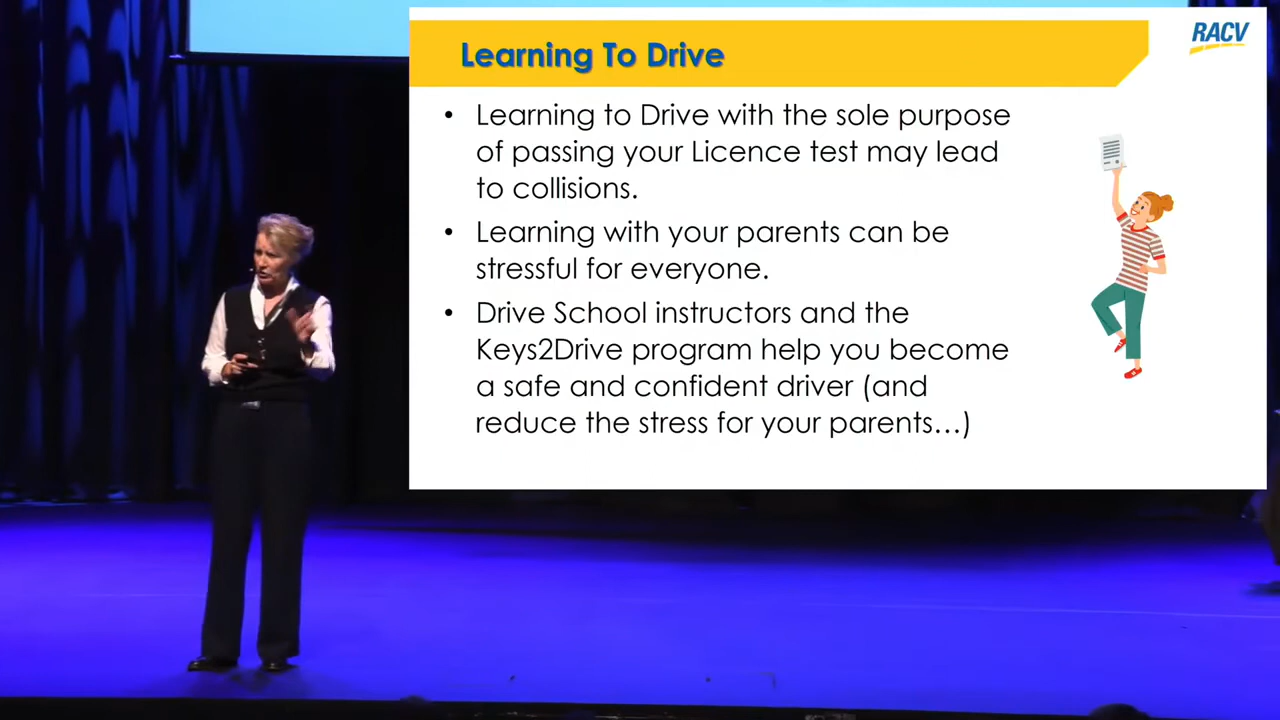 Learning To Drive
RACV
• Learning to Drive with the sole purpose
of passing your Licence test may lead
to collisions.
• Learning with your parents can be
stressful for everyone.
• Drive School instructors and the
Keys2Drive program help you become
a safe and confident driver (and
reduce the stress for your parents…)